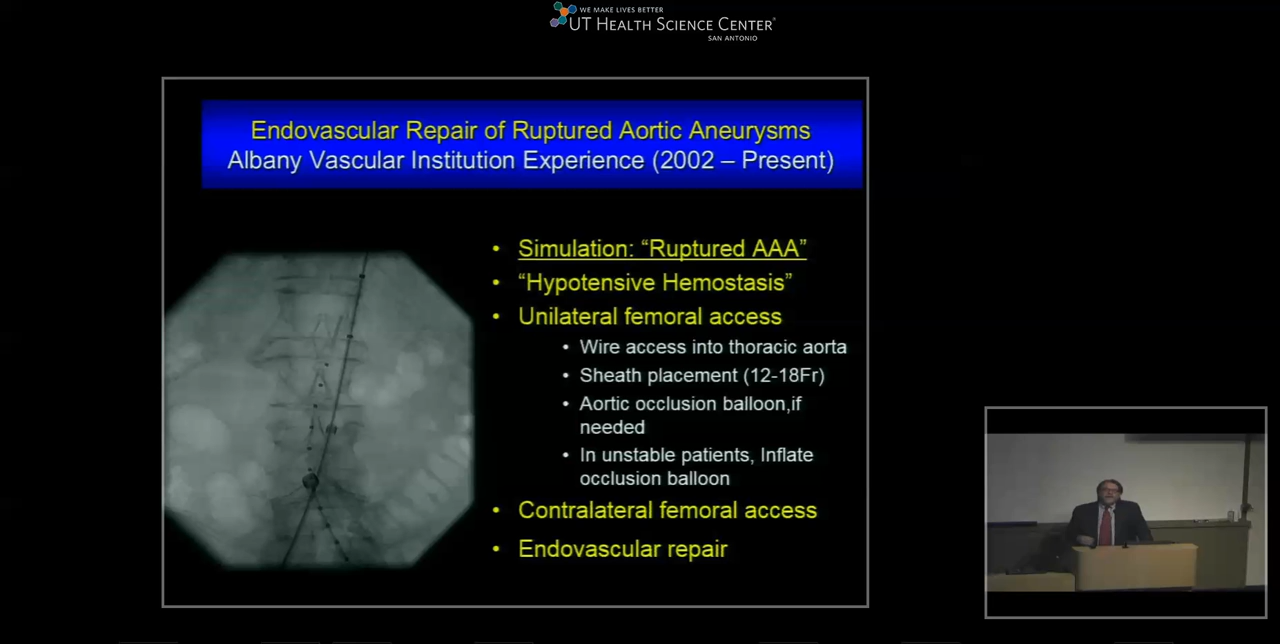 WE MAKE LIVES BETTER
UT HEALTH SCIENCE CENTER®
SAN ANTONIO
Endovascular Repair of Ruptured Aortic Aneurysms
Albany Vascular Institution Experience (2002 – Present)
• Simulation: “Ruptured AAA”
• “Hypotensive Hemostasis”
• Unilateral femoral access
• Wire access into thoracic aorta
• Sheath placement (12-18Fr)
• Aortic occlusion balloon,if
needed
• In unstable patients, Inflate
occlusion balloon
• Contralateral femoral access
• Endovascular repair